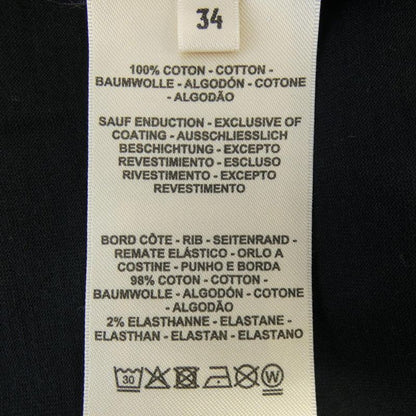 34
100% COTON - COTTON -
BAUMWOLLE - ALGODÓN - COTONE
- ALGODÃO
SAUF ENDUCTION - EXCLUSIVE OF
COATING - AUSSCHLIESSLICH
BESCHICHTUNG - EXCEPTO
REVESTIMIENTO - ESCLUSO
RIVESTIMENTO - EXCEPTO
REVESTIMENTO
BORD CÔTE - RIB - SEITENRAND -
REMATE ELÁSTICO - ORLO A
COSTINE - PUNHO E BORDA
98% COTON - COTTON -
BAUMWOLLE - ALGODÓN - COTONE
- ALGODÃO
2% ELASTHANNE - ELASTANE -
ELASTHAN - ELASTAN - ELASTANO
30 W